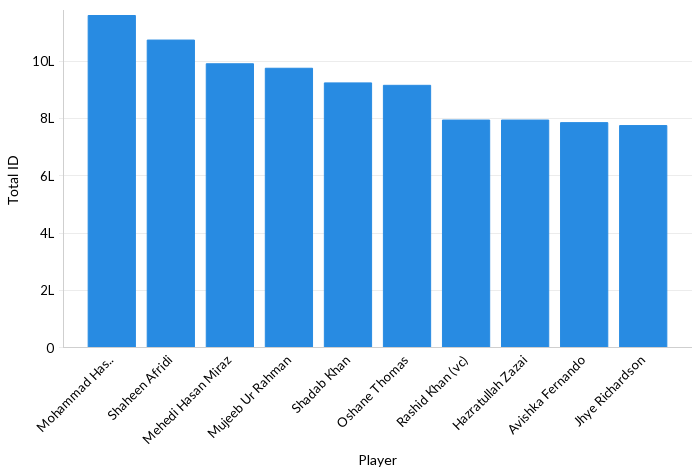 Total ID
10L
8L
6L
4L
2L
0
Mohammad Has..
Shaheen Afridi
Mehedi Hasan Miraz
Mujeeb Ur Rahman
Shadab Khan
Oshane Thomas
Rashid Khan (vc)
Hazratullah Zazai
Avishka Fernando
Jhye Richardson
Player